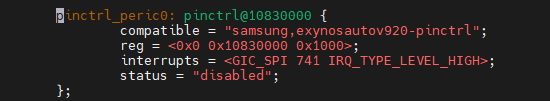 pinctrl_peric0: pinctrl@10830000 {
compatible = "samsung,exynosautov920-pinctrl";
reg = <0x0 0x10830000 0x1000>;
interrupts = <GIC_SPI 741 IRQ_TYPE_LEVEL_HIGH>;
status = "disabled";
};